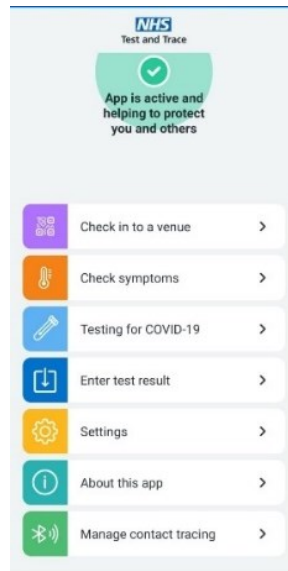 NHS
Test and Trace
App is active and
helping to protect
you and others
Check in to a venue
Check symptoms
Testing for COVID-19
Enter test result
Settings
About this app
Manage contact tracing